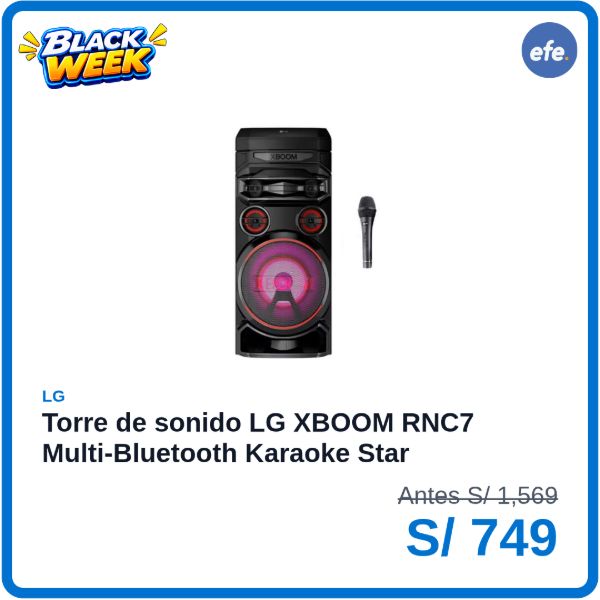 BLACK
WEEK
efe.
XBOOM
LG
Torre de sonido LG XBOOM RNC7
Multi-Bluetooth Karaoke Star
Antes S/ 1,569
S/ 749